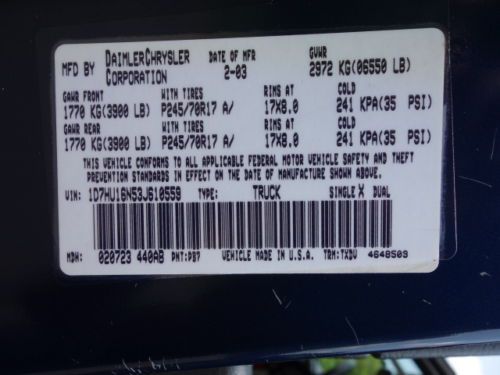 MFD BY DAIMLERCHRYSLER CORPORATION DATE OF MFR 2-03 GVWR 2972 KG(06550 LB)
GAWR FRONT WITH TIRES RIMS AT COLD
1770 KG(3900 LB) P245/70R17 A/ 17X8.0 241 KPA(35 PSI)
GAWR REAR WITH TIRES RIMS AT COLD
1770 KG(3900 LB) P245/70R17 A/ 17X8.0 241 KPA(35 PSI)
THIS VEHICLE CONFORMS TO ALL APPLICABLE FEDERAL MOTOR VEHICLE SAFETY AND THEFT
PREVENTION STANDARDS IN EFFECT ON THE DATE OF MANUFACTURE SHOWN ABOVE.
VIN: 1D7HU16N53J610559 TYPE: TRUCK SINGLE X DUAL
MDH: 020723 440AB PNT:PB7 VEHICLE MADE IN U.S.A. TRM:TXDV 4648503